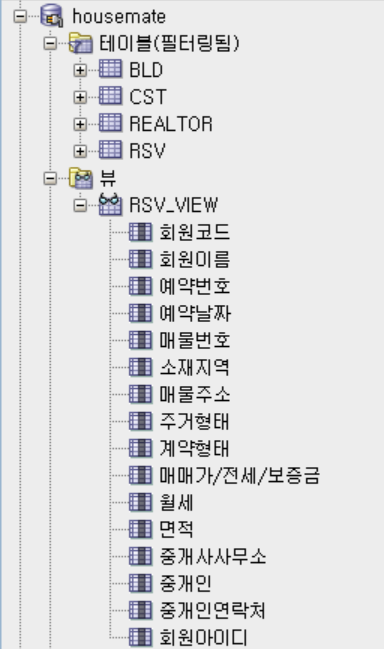 housemate
테이블(필터링됨)
BLD
CST
REALTOR
RSV
뷰
RSV_VIEW
회원코드
회원이름
예약번호
예약날짜
매물번호
소재지역
매물주소
주거형태
계약형태
매매가/전세/보증금
월세
면적
중개사사무소
중개인
중개인연락처
회원아이디